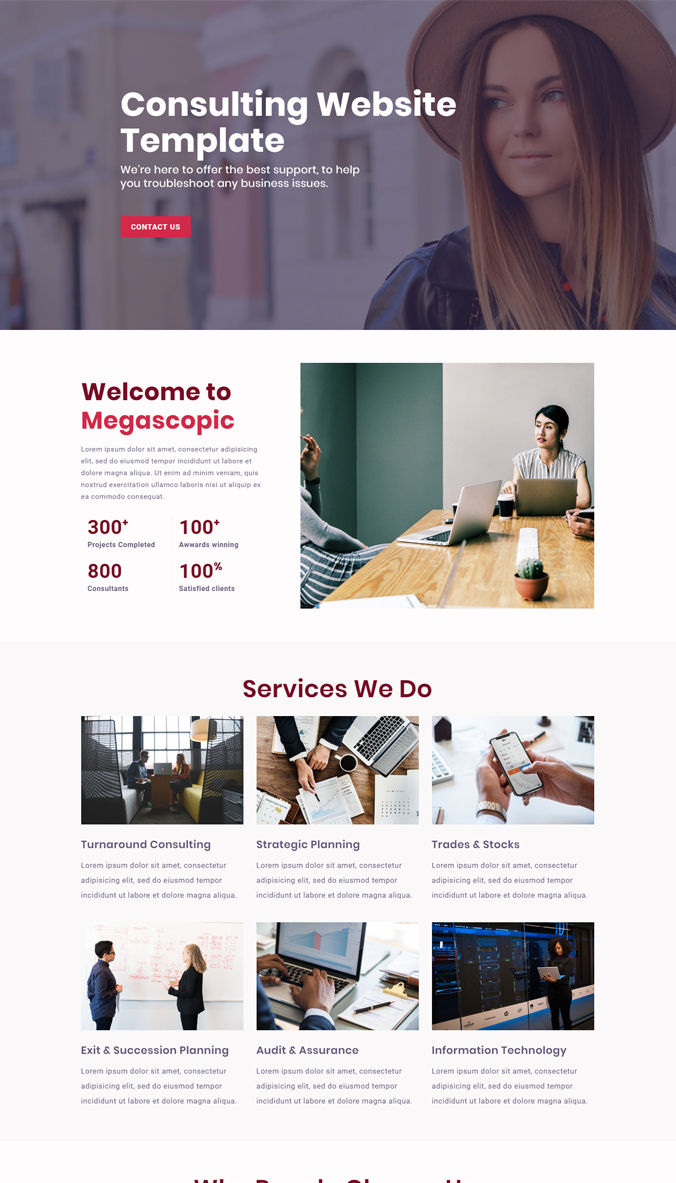 Consulting Website
Template
We're here to offer the best support, to help
you troubleshoot any business issues.
CONTACT US
Welcome to
Megascopic
Lorem ipsum dolor sit amet, consectetur adipisicing
elit, sed do eiusmod tempor incididunt ut labore et
dolore magna aliqua. Ut enim ad minim veniam, quis
nostrud exercitation ullamco laboris nisi ut aliquip ex
ea commodo consequat.
300+
Projects Completed
100+
Awwards winning
800
Consultants
100%
Satisfied clients
Services We Do
Turnaround Consulting
Lorem ipsum dolor sit amet, consectetur
adipisicing elit, sed do eiusmod tempor
incididunt ut labore et dolore magna aliqua.
Strategic Planning
Lorem ipsum dolor sit amet, consectetur
adipisicing elit, sed do eiusmod tempor
incididunt ut labore et dolore magna aliqua.
Trades & Stocks
Lorem ipsum dolor sit amet, consectetur
adipisicing elit, sed do eiusmod tempor
incididunt ut labore et dolore magna aliqua.
Exit & Succession Planning
Lorem ipsum dolor sit amet, consectetur
adipisicing elit, sed do eiusmod tempor
incididunt ut labore et dolore magna aliqua.
Audit & Assurance
Lorem ipsum dolor sit amet, consectetur
adipisicing elit, sed do eiusmod tempor
incididunt ut labore et dolore magna aliqua.
Information Technology
Lorem ipsum dolor sit amet, consectetur
adipisicing elit, sed do eiusmod tempor
incididunt ut labore et dolore magna aliqua.